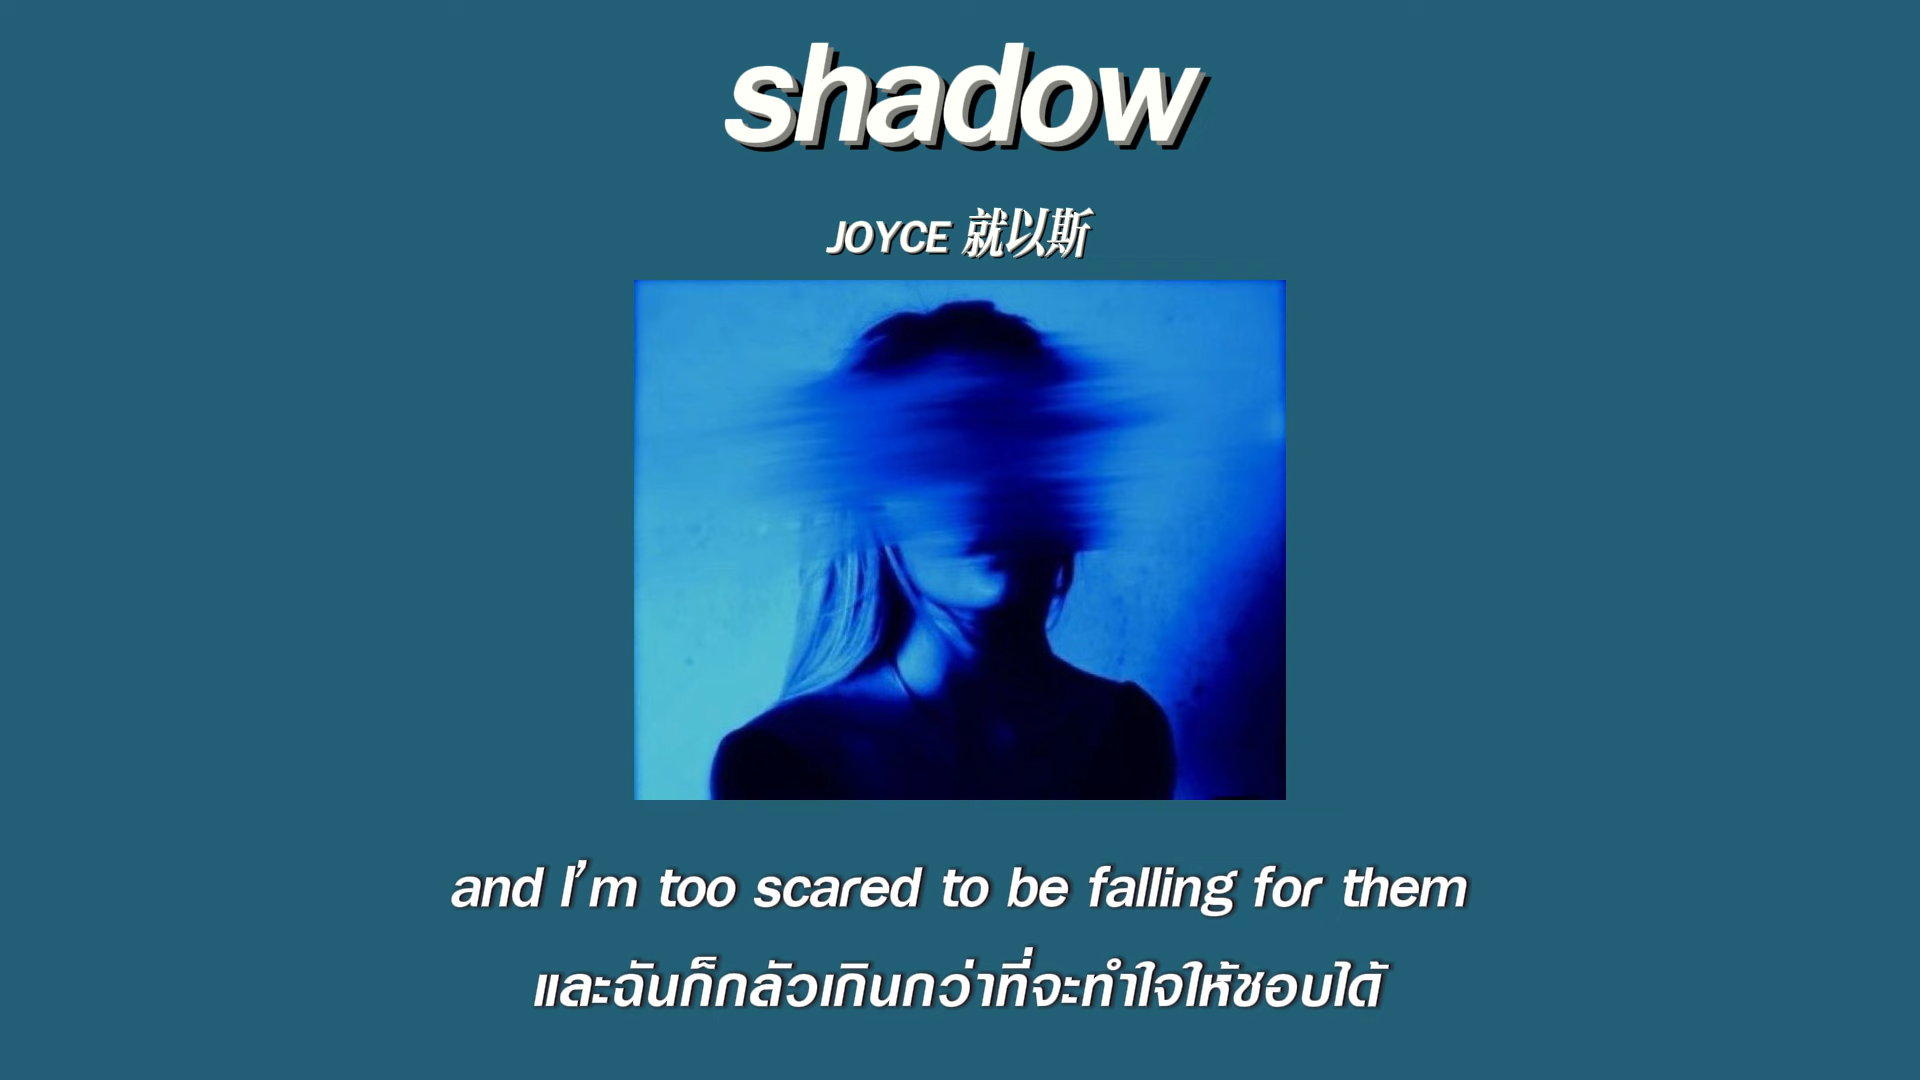 shadow
JOYCE 就以斯
and I'm too scared to be falling for them
และฉันก็กลัวเกินกว่าที่จะทำใจให้ชอบได้